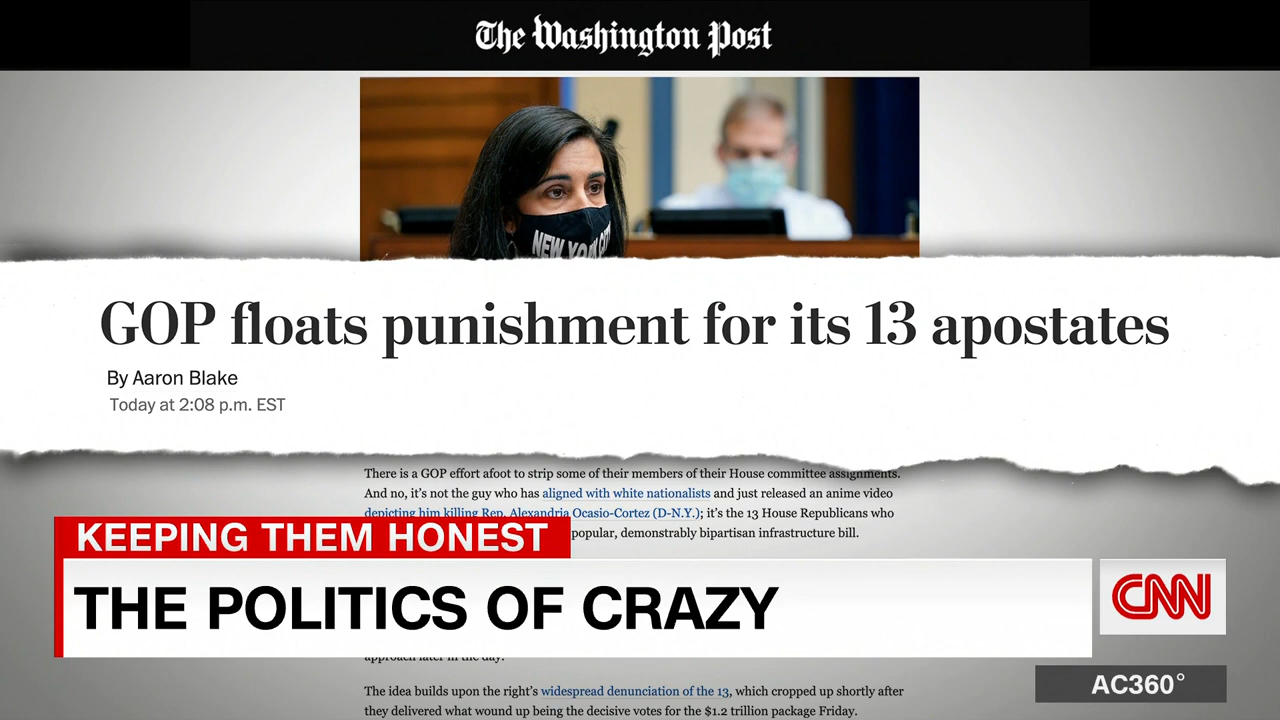 The Washington Post
NEW YORK CITY
GOP floats punishment for its 13 apostates
By Aaron Blake
Today at 2:08 p.m. EST
There is a GOP effort afoot to strip some of their members of their House committee assignments.
And no, it's not the guy who has aligned with white nationalists and just released an anime video
depicting him killing Rep. Alexandria Ocasio-Cortez (D-N.Y.); it's the 13 House Republicans who
popular, demonstrably bipartisan infrastructure bill.
KEEPING THEM HONEST
THE POLITICS OF CRAZY
CNN
approach later in the day.
AC360°
The idea builds upon the right's widespread denunciation of the 13, which cropped up shortly after
they delivered what wound up being the decisive votes for the $1.2 trillion package Friday.